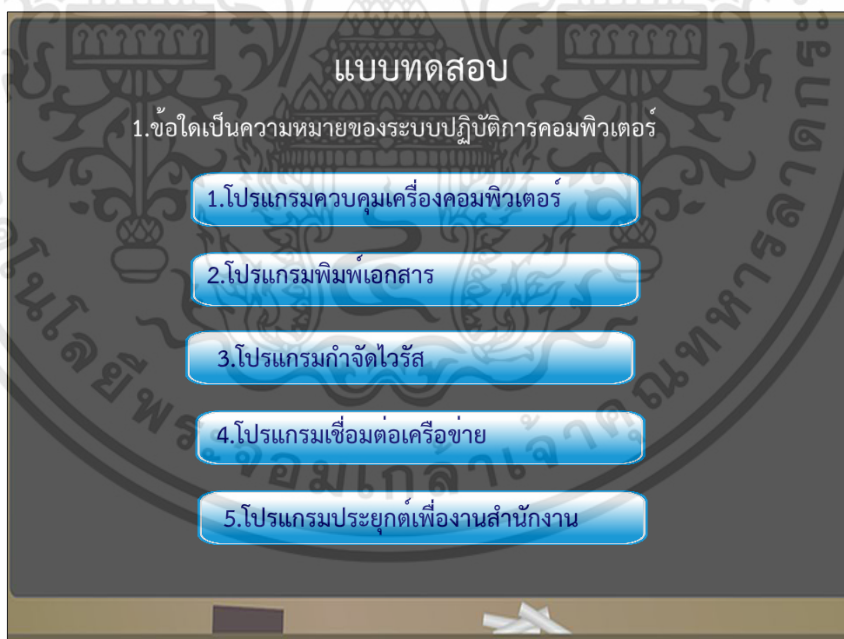 แบบทดสอบ
1.ข้อใดเป็นความหมายของระบบปฏิบัติการคอมพิวเตอร์
1.โปรแกรมควบคุมเครื่องคอมพิวเตอร์
2.โปรแกรมพิมพ์เอกสาร
3.โปรแกรมกำจัดไวรัส
4.โปรแกรมเชื่อมต่อเครือข่าย
5.โปรแกรมประยุกต์เพื่องานสำนักงาน